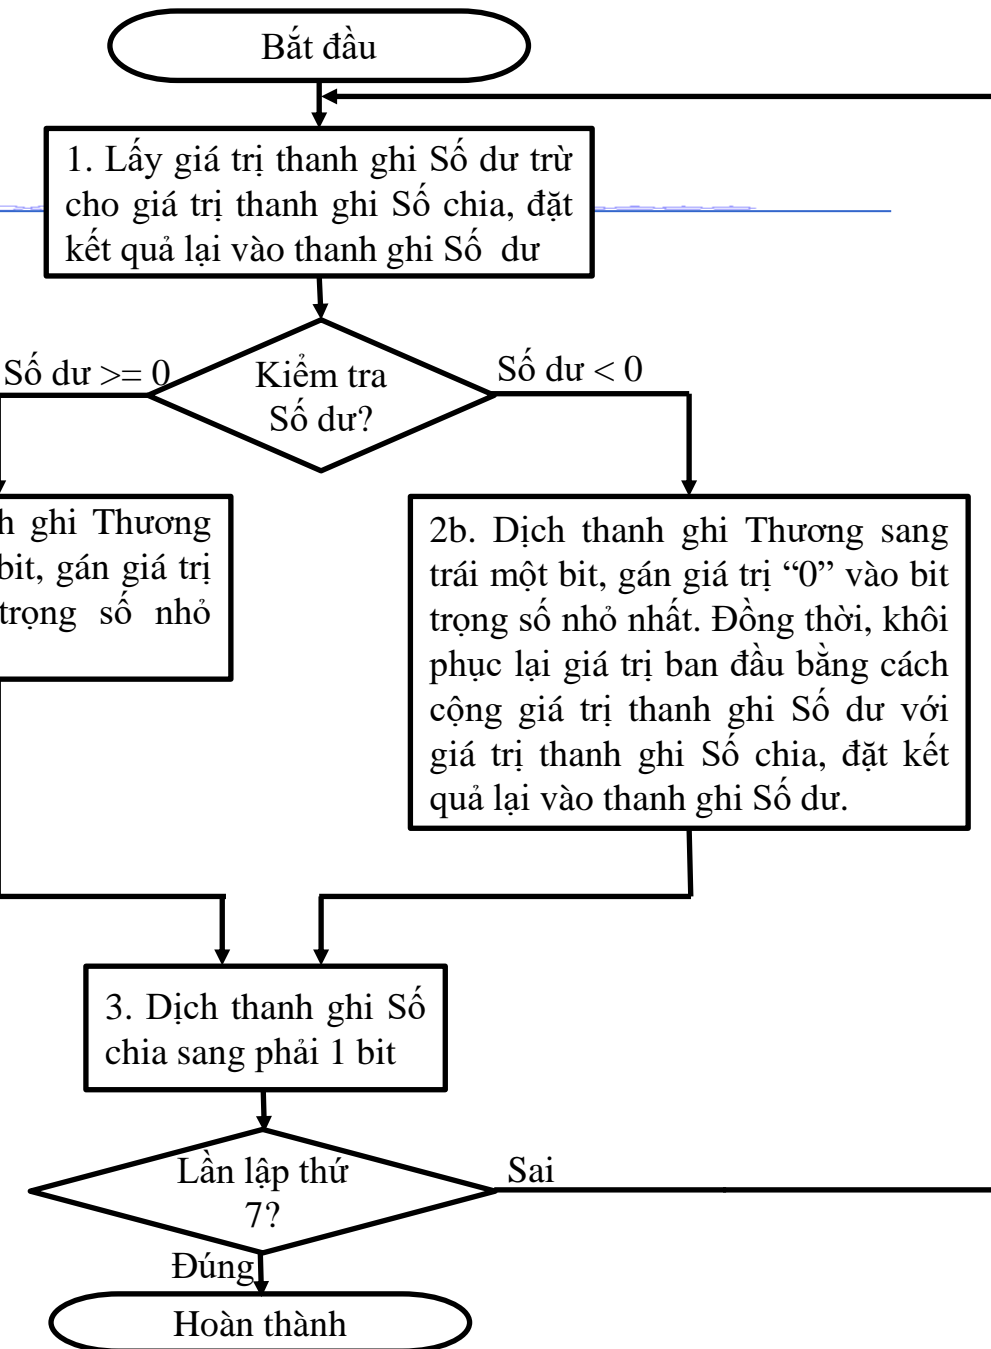 Bắt đầu
1. Lấy giá trị thanh ghi Số dư trừ
cho giá trị thanh ghi Số chia, đặt
kết quả lại vào thanh ghi Số dư
Số dư >= 0
Kiểm tra
Số dư?
Số dư < 0
h ghi Thương
bit, gán giá trị
trọng số nhỏ
2b. Dịch thanh ghi Thương sang
trái một bit, gán giá trị “0” vào bit
trọng số nhỏ nhất. Đồng thời, khôi
phục lại giá trị ban đầu bằng cách
cộng giá trị thanh ghi Số dư với
giá trị thanh ghi Số chia, đặt kết
quả lại vào thanh ghi Số dư.
3. Dịch thanh ghi Số
chia sang phải 1 bit
Lần lập thứ
7?
Sai
Đúng
Hoàn thành